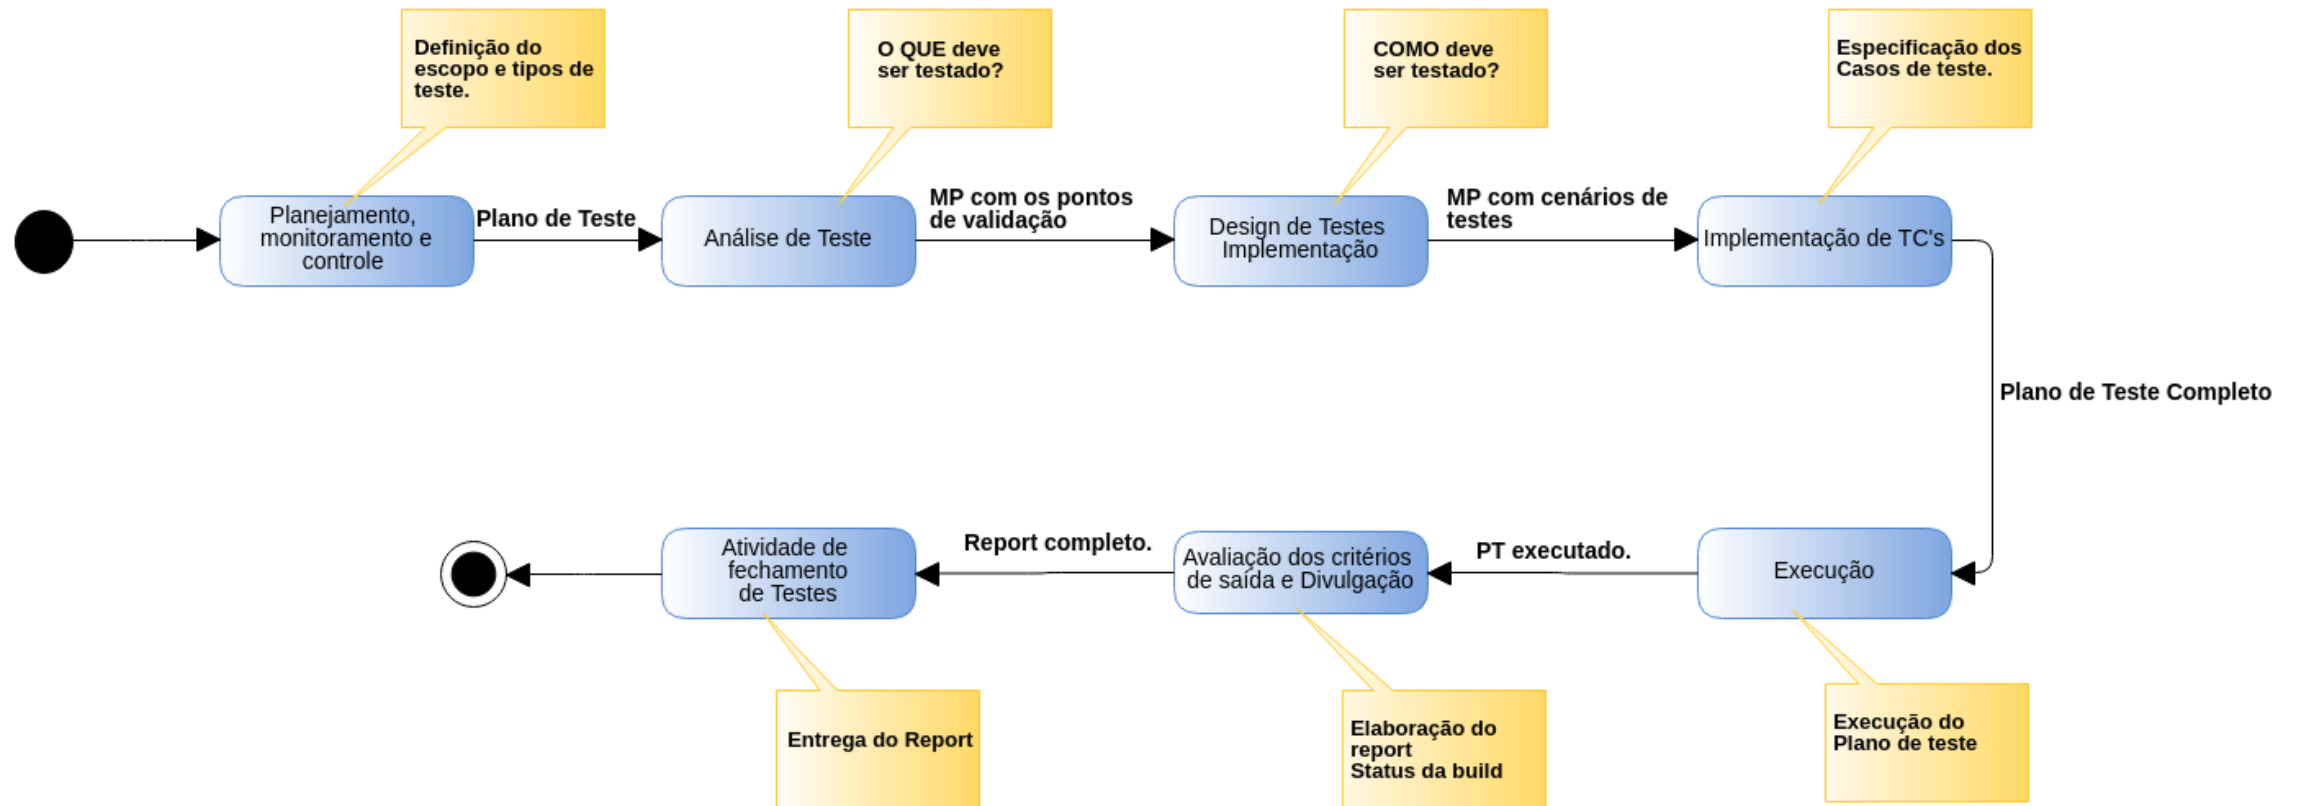 Definição do
escopo e tipos de
teste.
O QUE deve
ser testado?
COMO deve
ser testado?
Especificação dos
Casos de teste.
Planejamento,
monitoramento e
controle
Plano de Teste
Análise de Teste
MP com os pontos
de validação
Design de Testes
Implementação
MP com cenários de
testes
Implementação de TC's
Plano de Teste Completo
Atividade de
fechamento
de Testes
Report completo.
Avaliação dos critérios
de saída e Divulgação
PT executado.
Execução
Entrega do Report
Elaboração do
report
Status da build
Execução do
Plano de teste